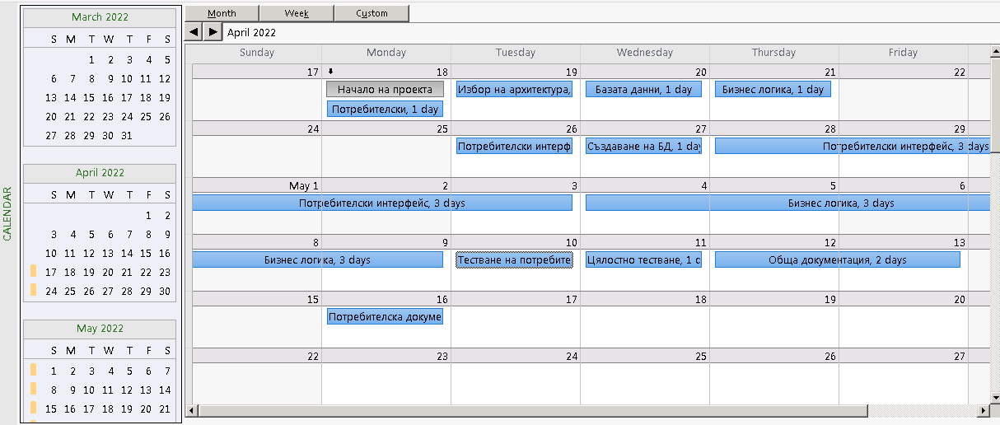 CALENDAR
March 2022
S M T W T F S
1 2 3 4 5
6 7 8 9 10 11 12
13 14 15 16 17 18 19
20 21 22 23 24 25 26
27 28 29 30 31
April 2022
S M T W T F S
1 2
3 4 5 6 7 8 9
10 11 12 13 14 15 16
17 18 19 20 21 22 23
24 25 26 27 28 29 30
May 2022
S M T W T F S
1 2 3 4 5 6 7
8 9 10 11 12 13 14
15 16 17 18 19 20 21
Month Week Custom
April 2022
Sunday Monday Tuesday Wednesday Thursday Friday
17 18 19 20 21 22
Начало на проекта Избор на архитектура, Базата данни, 1 day Бизнес логика, 1 day
Потребителски, 1 day
24 25 26 27 28 29
Потребителски интерф Създаване на БД, 1 day Потребителски интерфейс, 3 days
May 1 2 3 4 5 6
Потребителски интерфейс, 3 days Бизнес логика, 3 days
8 9 10 11 12 13
Бизнес логика, 3 days Тестване на потребите Цялостно тестване, 1 d Обща документация, 2 days
15 16 17 18 19 20
Потребителска докуме
22 23 24 25 26 27